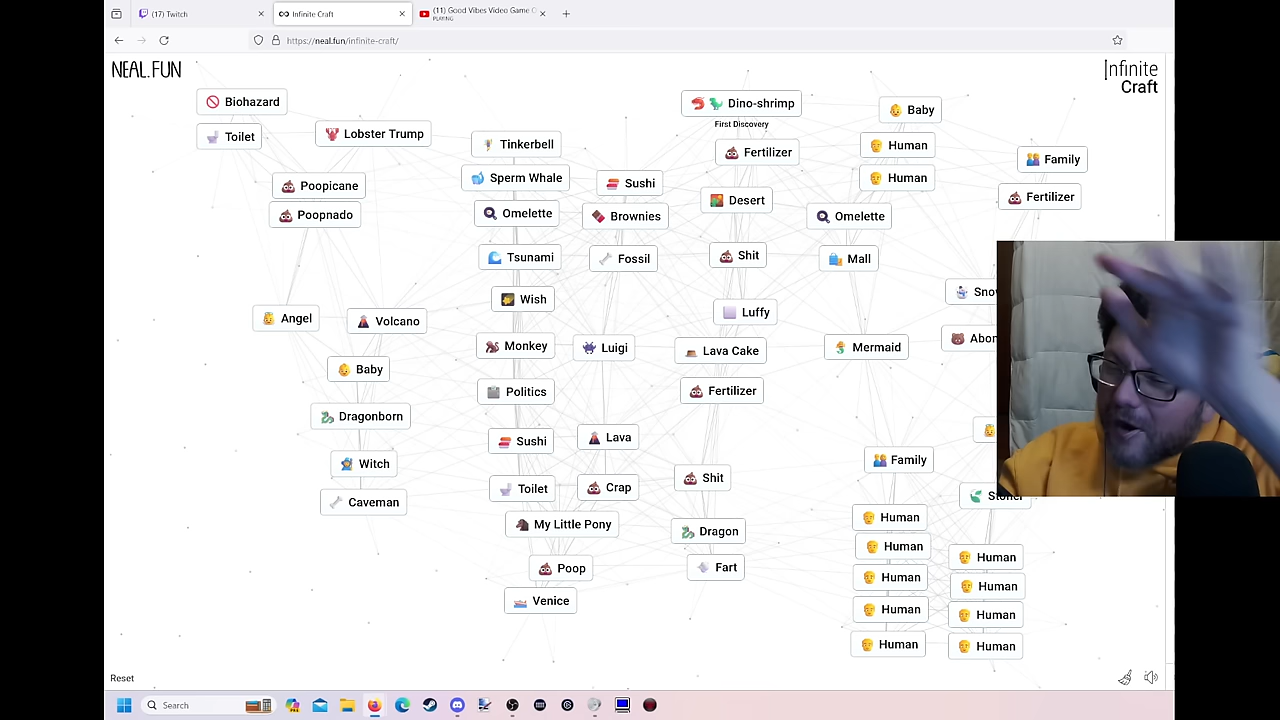 (17) Twitch
Infinite Craft
(11) Good Vibes Video Game
PLAYING
https://neal.fun/infinite-craft/
NEAL.FUN
Infinite
Craft
Biohazard
Toilet
Lobster Trump
Poopicane
Poopnado
Angel
Volcano
Baby
Dragonborn
Witch
Caveman
Tinkerbell
Sperm Whale
Omelette
Tsunami
Wish
Monkey
Politics
Sushi
Toilet
My Little Pony
Poop
Venice
Sushi
Brownies
Fossil
Luigi
Lava
Crap
Dino-shrimp
First Discovery
Fertilizer
Desert
Shit
Luffy
Lava Cake
Fertilizer
Shit
Dragon
Fart
Baby
Human
Human
Omelette
Mall
Mermaid
Family
Human
Human
Human
Human
Human
Family
Fertilizer
Human
Human
Human
Human
Reset
Search